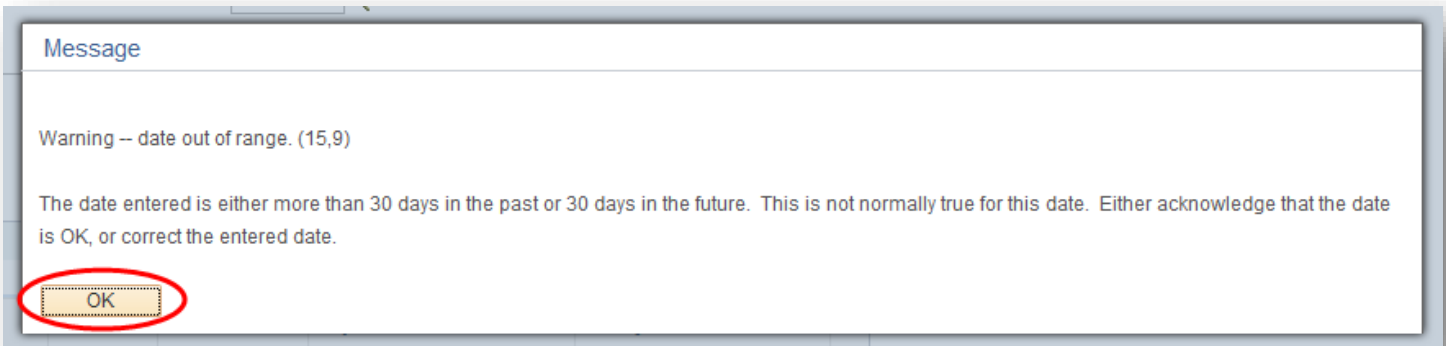 Message
Warning -- date out of range. (15,9)
The date entered is either more than 30 days in the past or 30 days in the future.  This is not normally true for this date.  Either acknowledge that the date
is OK, or correct the entered date.
OK